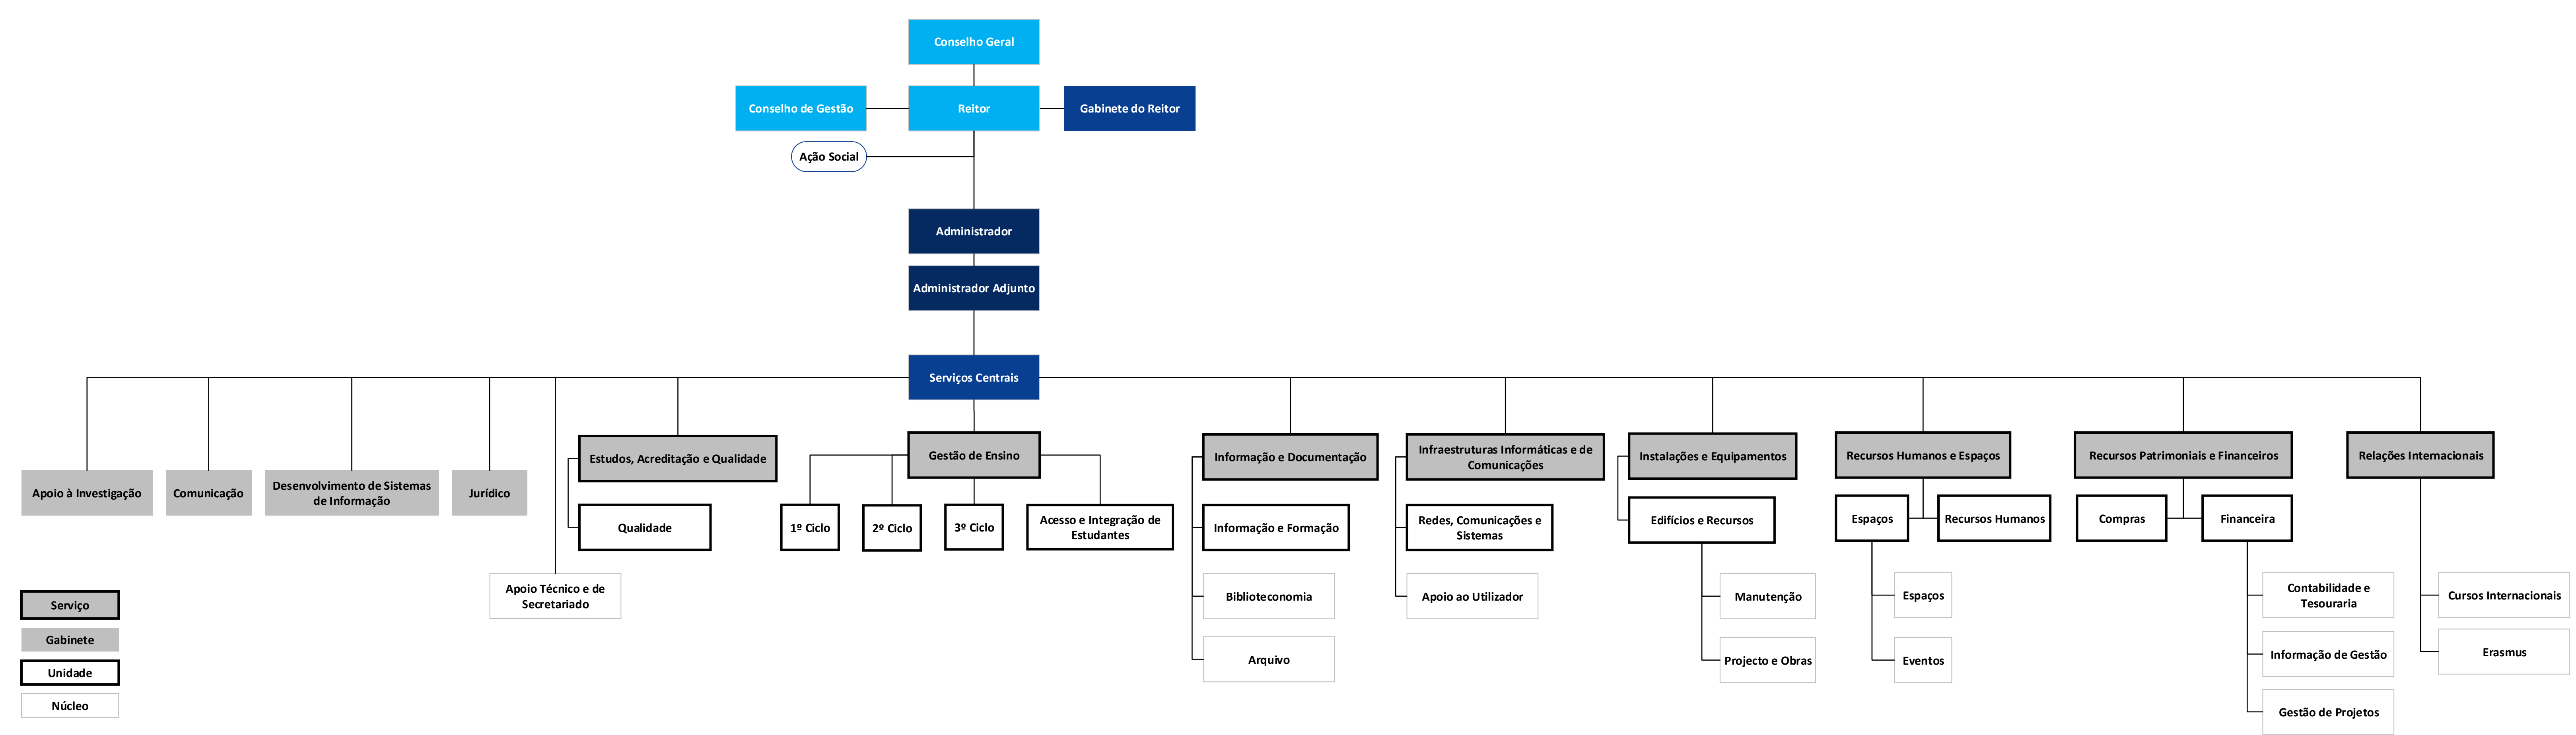 Conselho Geral
Conselho de Gestão
Reitor
Gabinete do Reitor
Ação Social
Administrador
Administrador Adjunto
Serviços Centrais
Apoio à Investigação
Comunicação
Desenvolvimento de Sistemas
de Informação
Jurídico
Apoio Técnico e de
Secretariado
Estudos, Acreditação e Qualidade
Qualidade
Gestão de Ensino
1º Ciclo
2º Ciclo
3º Ciclo
Acesso e Integração de
Estudantes
Informação e Documentação
Informação e Formação
Biblioteconomia
Arquivo
Infraestruturas Informáticas e de
Comunicações
Redes, Comunicações e
Sistemas
Apoio ao Utilizador
Instalações e Equipamentos
Edifícios e Recursos
Manutenção
Projecto e Obras
Recursos Humanos e Espaços
Espaços
Recursos Humanos
Espaços
Eventos
Recursos Patrimoniais e Financeiros
Compras
Financeira
Contabilidade e
Tesouraria
Informação de Gestão
Gestão de Projetos
Relações Internacionais
Cursos Internacionais
Erasmus
Serviço
Gabinete
Unidade
Núcleo